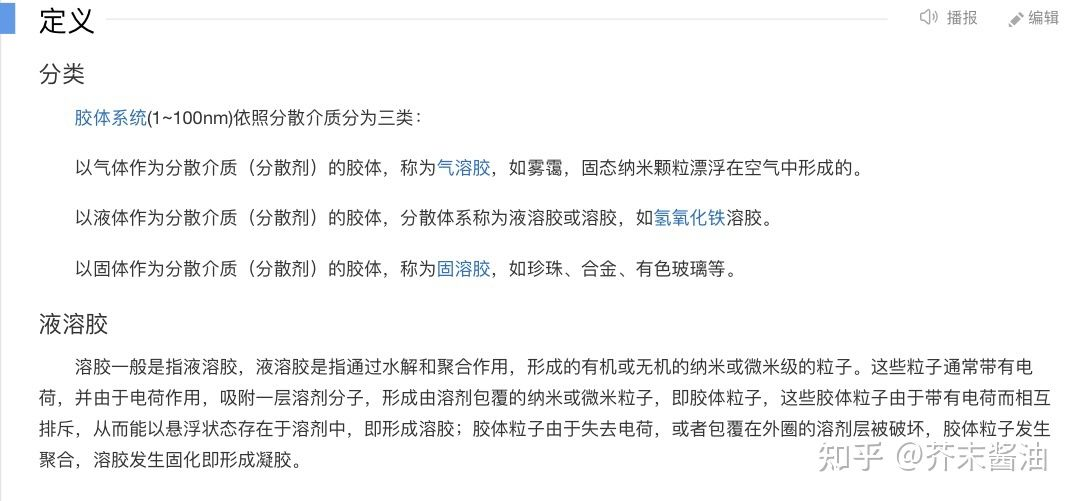 定义
播报
编辑
分类
胶体系统(1~100nm)依照分散介质分为三类：
以气体作为分散介质（分散剂）的胶体，称为气溶胶，如雾霭，固态纳米颗粒漂浮在空气中形成的。
以液体作为分散介质（分散剂）的胶体，分散体系称为液溶胶或溶胶，如氢氧化铁溶胶。
以固体作为分散介质（分散剂）的胶体，称为固溶胶，如珍珠、合金、有色玻璃等。
液溶胶
溶胶一般是指液溶胶，液溶胶是指通过水解和聚合作用，形成的有机或无机的纳米或微米级的粒子。这些粒子通常带有电
荷，并由于电荷作用，吸附一层溶剂分子，形成由溶剂包覆的纳米或微米粒子，即胶体粒子，这些胶体粒子由于带有电荷而相互
排斥，从而能以悬浮状态存在于溶剂中，即形成溶胶；胶体粒子由于失去电荷，或者包覆在外圈的溶剂层被破坏，胶体粒子发生
聚合，溶胶发生固化即形成凝胶。
知乎 @芥末酱油